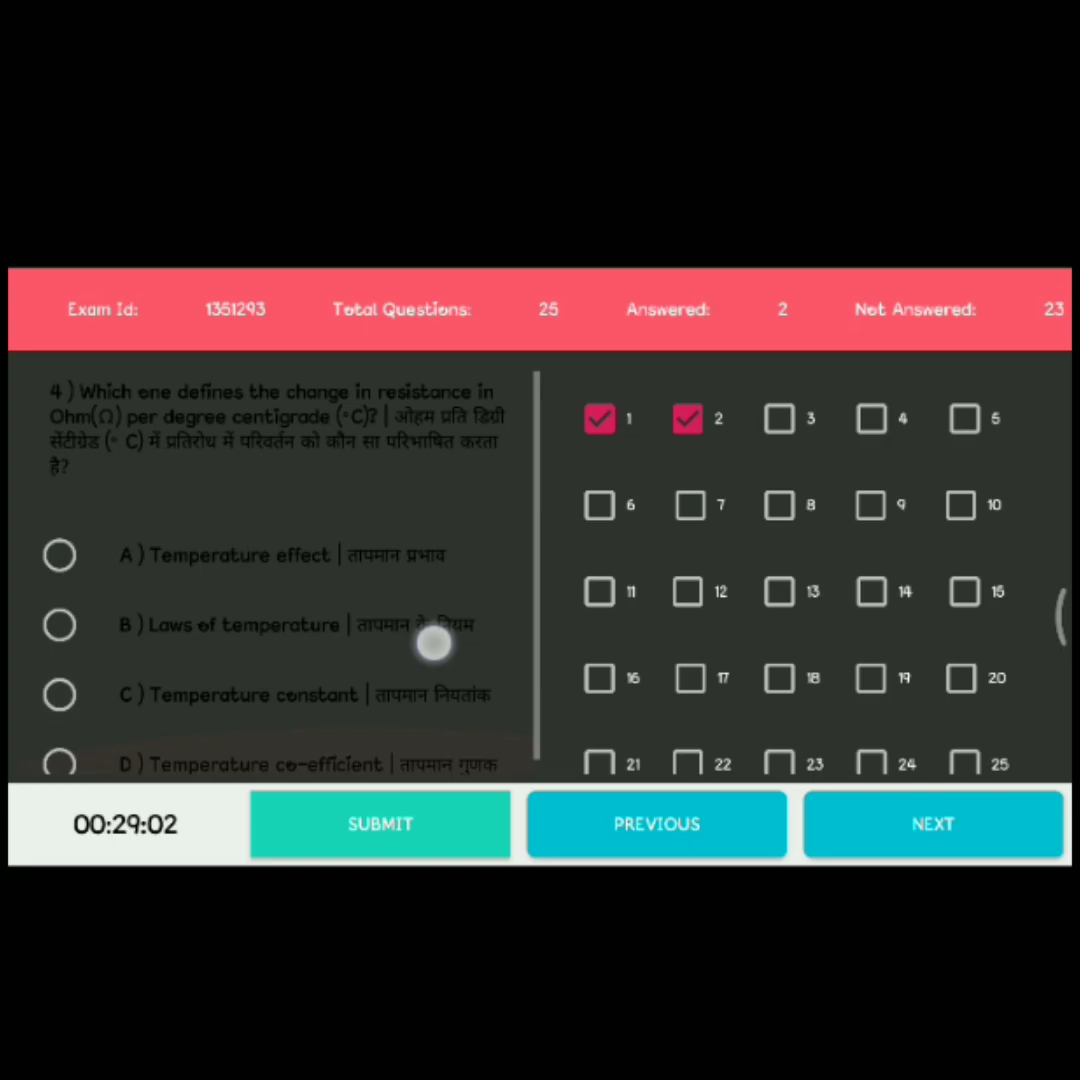 Exam Id: 1351293 Total Questions: 25 Answered: 2 Not Answered: 23
4 ) Which one defines the change in resistance in
Ohm(Ω) per degree centigrade (◦C)? | ओहम प्रति डिग्री
सेंटीग्रेड (◦ C) में प्रतिरोध में परिवर्तन को कौन सा परिभाषित करता
है?
A ) Temperature effect | तापमान प्रभाव
B ) Laws of temperature | तापमान के नियम
C ) Temperature constant | तापमान नियतांक
D ) Temperature co-efficient | तापमान गुणक
1 2 3 4 5
6 7 8 9 10
11 12 13 14 15
16 17 18 19 20
21 22 23 24 25
00:29:02 SUBMIT PREVIOUS NEXT